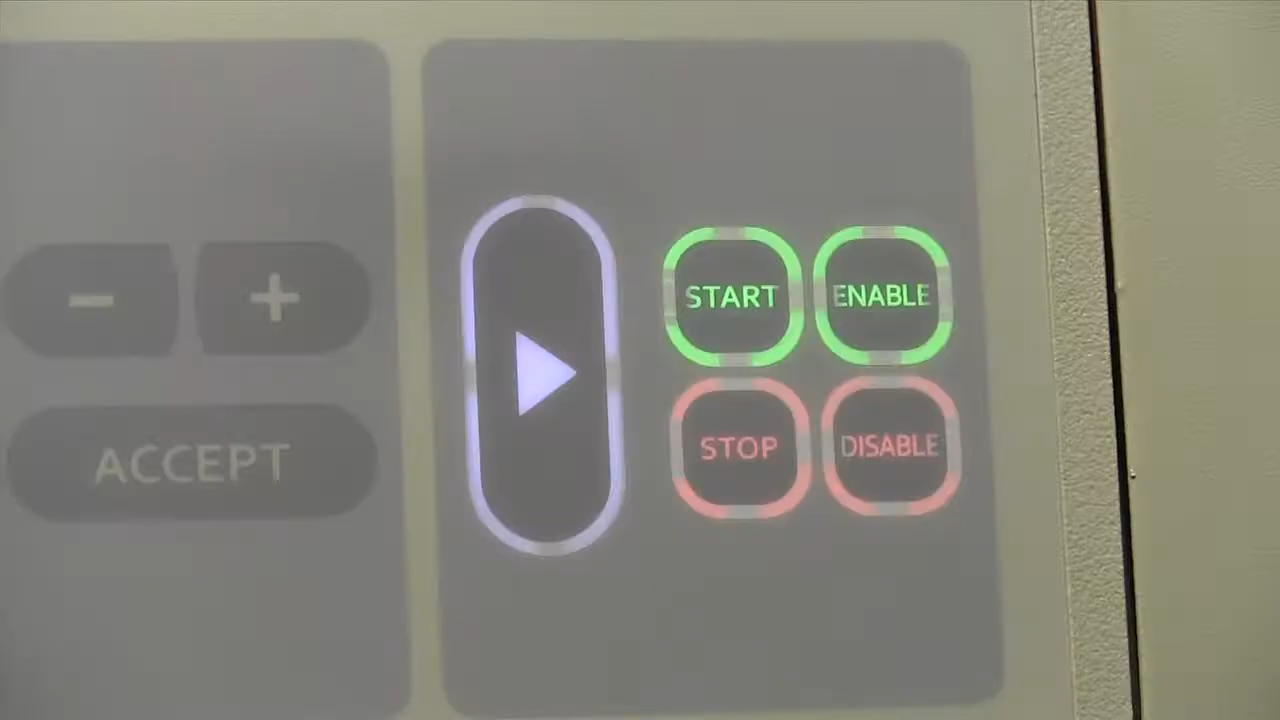 − +
ACCEPT
START ENABLE
STOP DISABLE